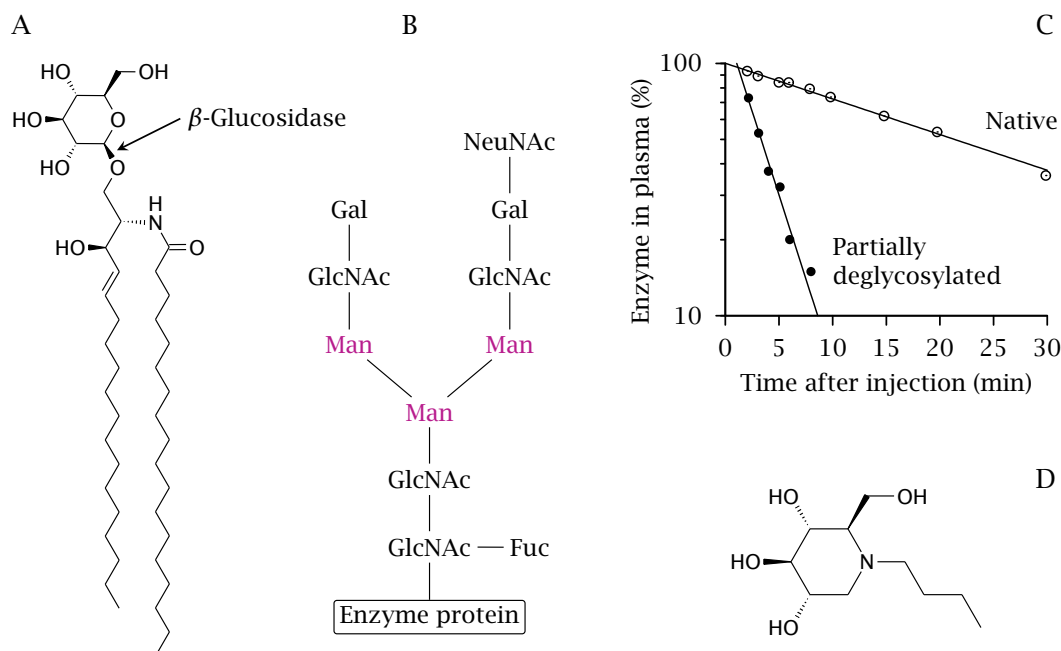 A
HO
OH
HO
O
HO
HO
O
β-Glucosidase
H
N
HO
O
B
NeuNAc
Gal
Gal
GlcNAc
GlcNAc
Man
Man
Man
GlcNAc
GlcNAc
Fuc
Enzyme protein
C
Enzyme in plasma (%)
100
10
Native
Partially
deglycosylated
0 5 10 15 20 25 30
Time after injection (min)
D
HO
OH
HO
N
HO